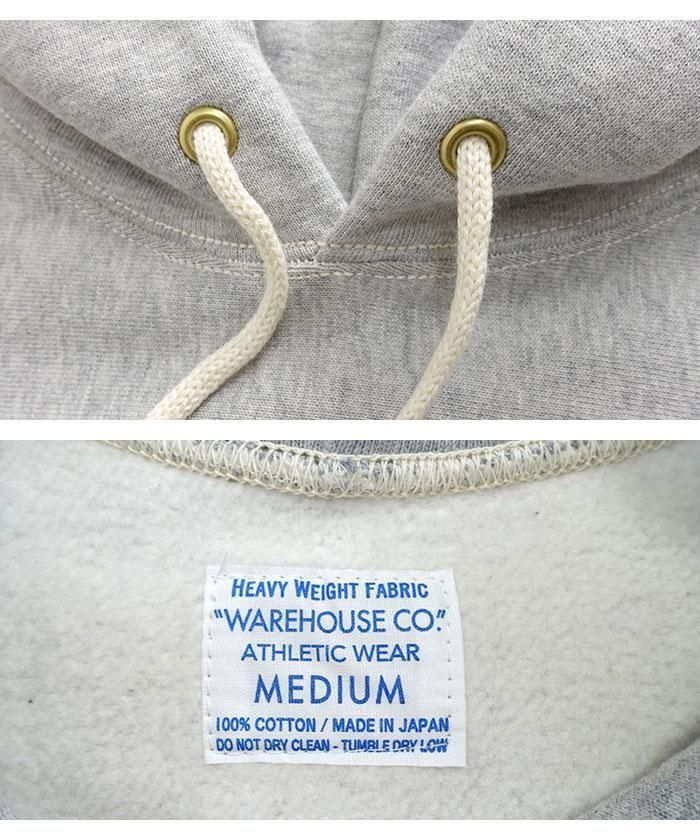 HEAVY WEIGHT FABRIC
"WAREHOUSE CO."
ATHLETIC WEAR
MEDIUM
100% COTTON / MADE IN JAPAN
DO NOT DRY CLEAN - TUMBLE DRY LOW